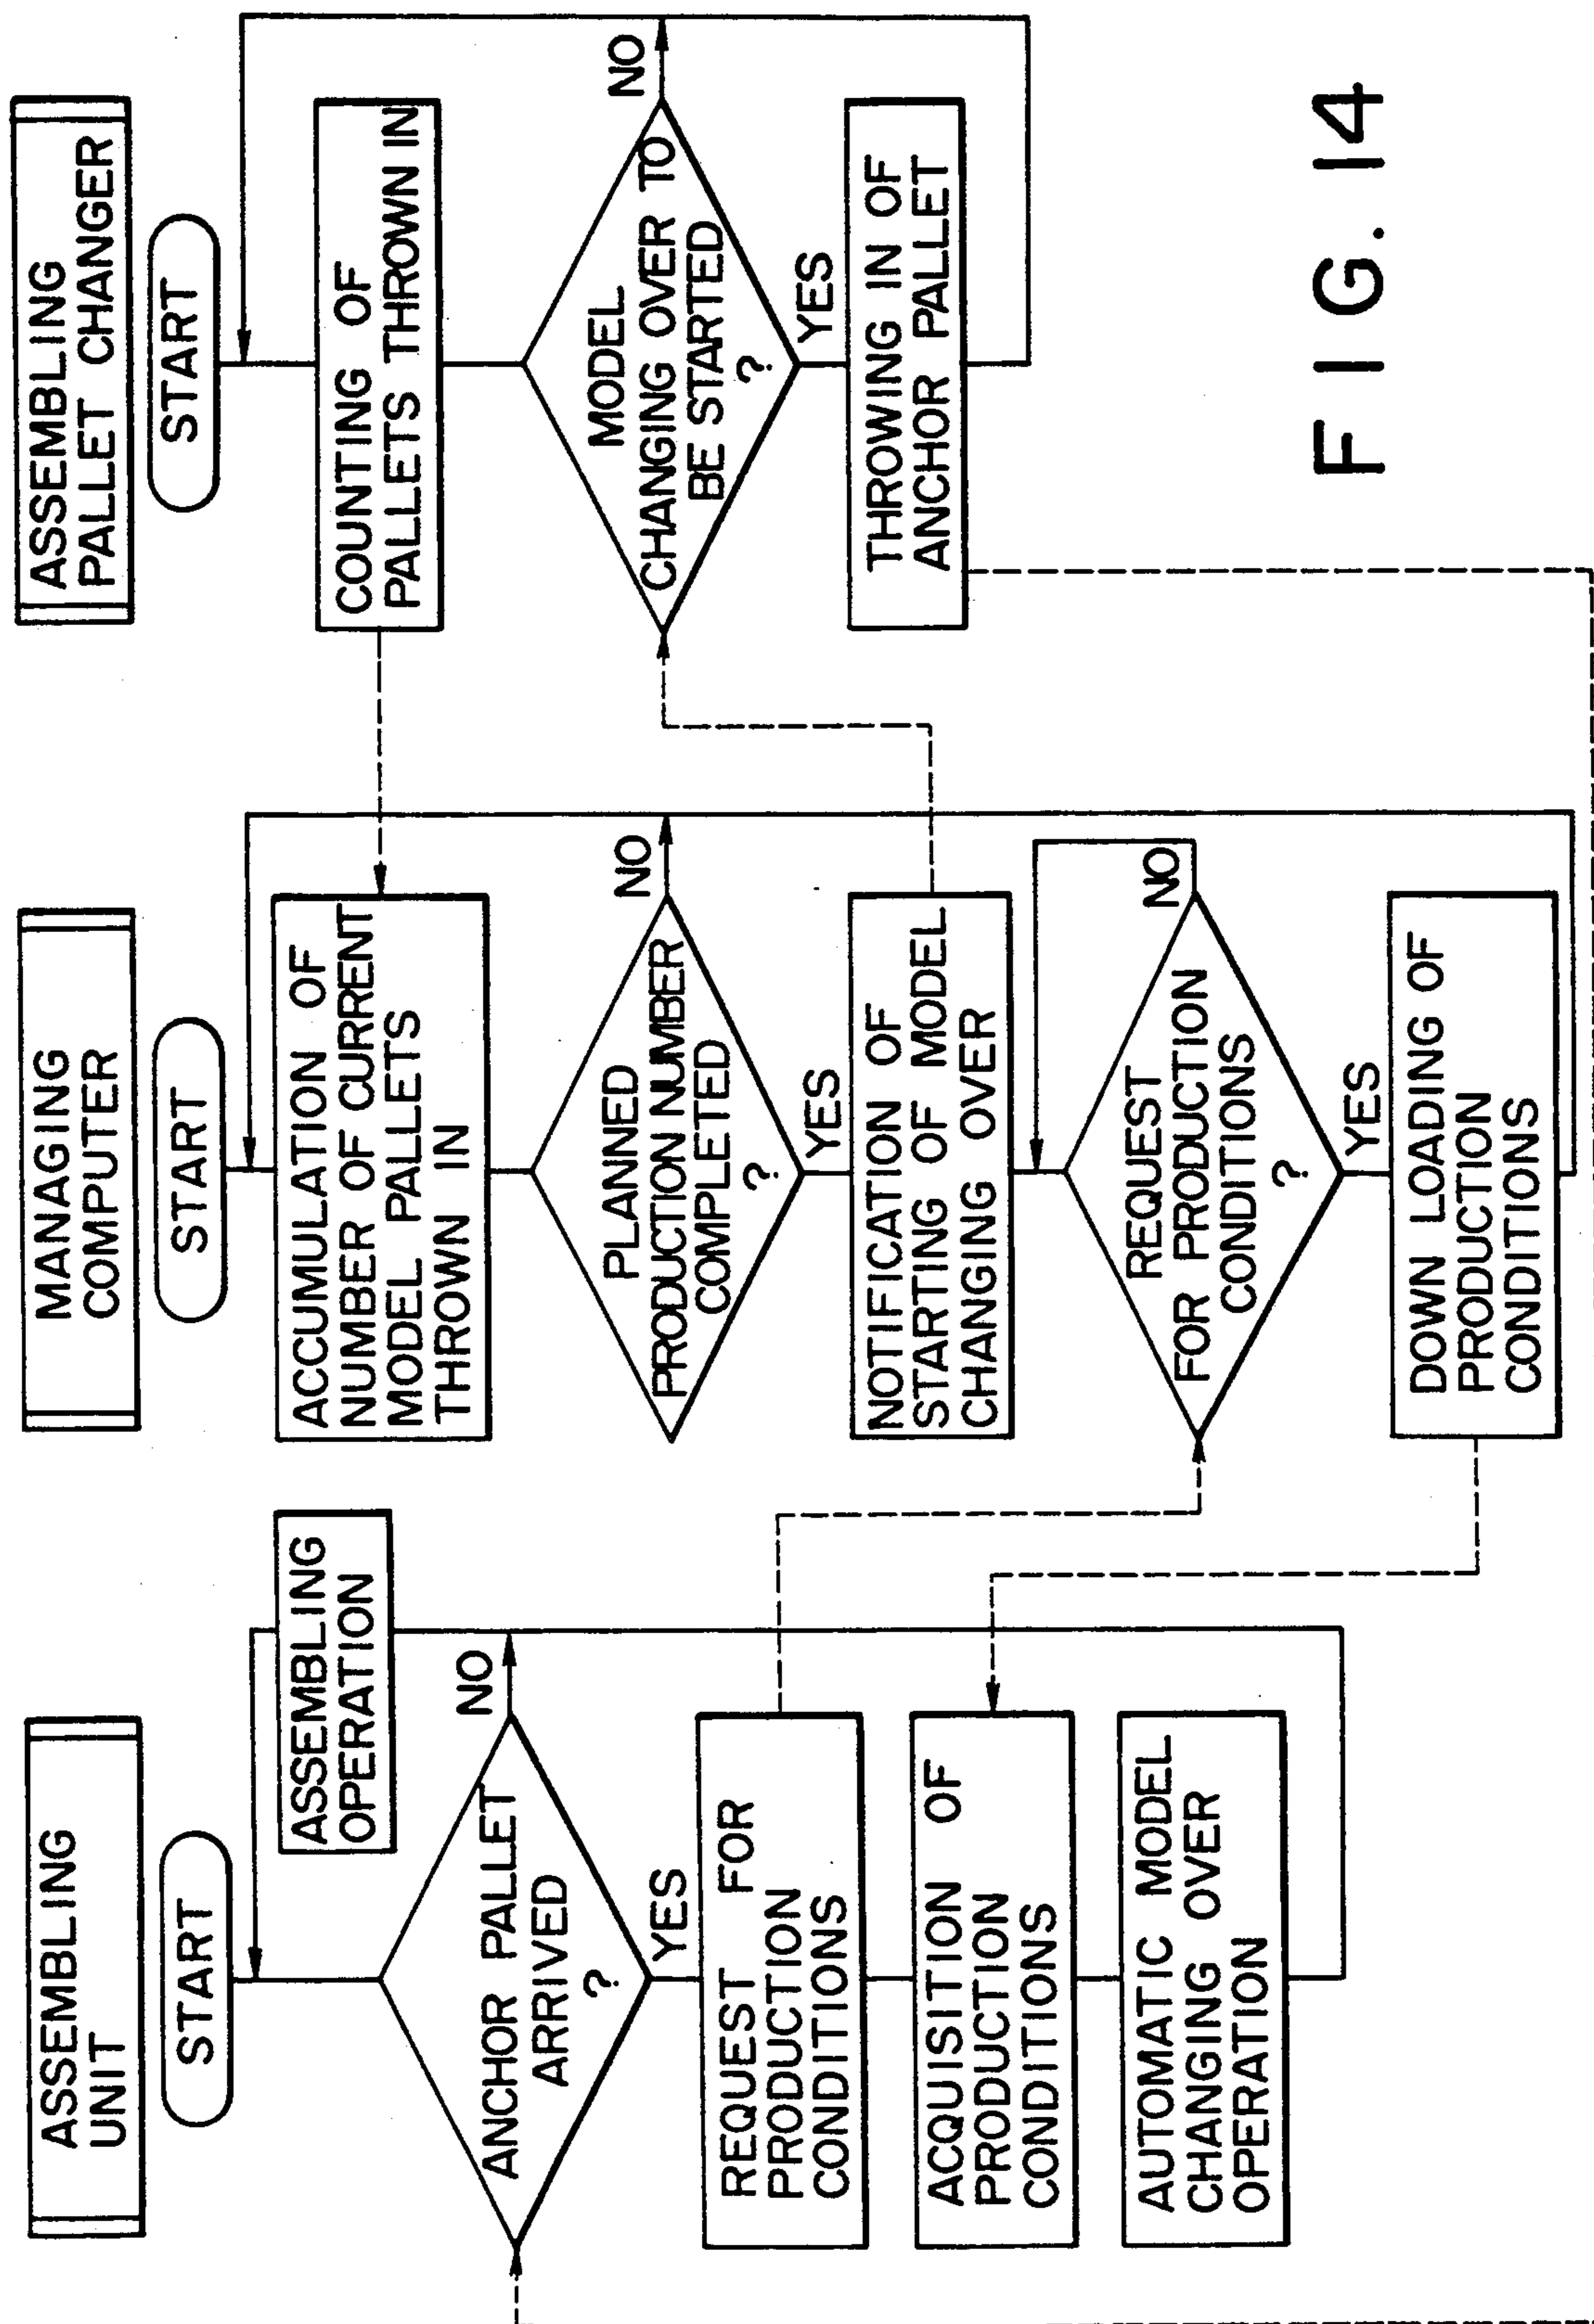 ASSEMBLING
UNIT
START
ASSEMBLING
OPERATION
ANCHOR PALLET
ARRIVED
?
NO
YES
REQUEST FOR
PRODUCTION
CONDITIONS
ACQUISITION OF
PRODUCTION
CONDITIONS
AUTOMATIC MODEL
CHANGING OVER
OPERATION
MANAGING
COMPUTER
START
ACCUMULATION OF
NUMBER OF CURRENT
MODEL PALLETS
THROWN IN
PLANNED
PRODUCTION NUMBER
COMPLETED
?
NO
YES
NOTIFICATION OF
STARTING OF MODEL
CHANGING OVER
REQUEST
FOR PRODUCTION
CONDITIONS
?
NO
YES
DOWN LOADING OF
PRODUCTION
CONDITIONS
ASSEMBLING
PALLET CHANGER
START
COUNTING OF
PALLETS THROWN IN
MODEL
CHANGING OVER TO
BE STARTED
?
NO
YES
THROWING IN OF
ANCHOR PALLET
FIG. 14